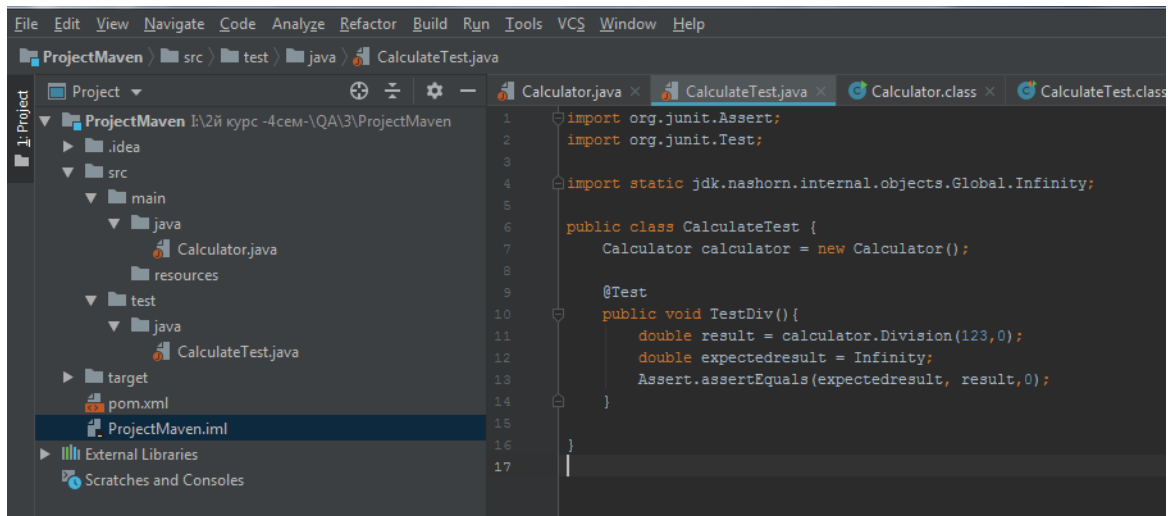 File Edit View Navigate Code Analyze Refactor Build Run Tools VCS Window Help
ProjectMaven src test java CalculateTest.java
1: Project
Project
ProjectMaven I:\2й курс -4сем-\QA\3\ProjectMaven
.idea
src
main
java
Calculator.java
resources
test
java
CalculateTest.java
target
pom.xml
ProjectMaven.iml
External Libraries
Scratches and Consoles
Calculator.java CalculateTest.java Calculator.class CalculateTest.class
1 import org.junit.Assert;
2 import org.junit.Test;
3
4 import static jdk.nashorn.internal.objects.Global.Infinity;
5
6 public class CalculateTest {
7 Calculator calculator = new Calculator();
8
9 @Test
10 public void TestDiv(){
11 double result = calculator.Division(123,0);
12 double expectedresult = Infinity;
13 Assert.assertEquals(expectedresult, result,0);
14 }
15
16 }
17